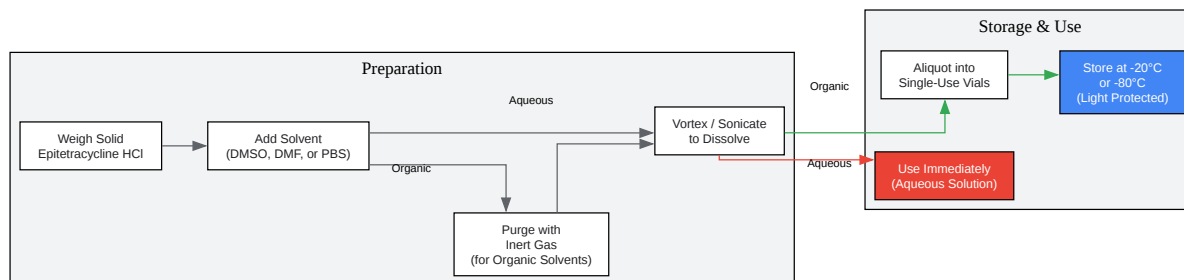 Storage & Use
Preparation
Aliquot into
Single-Use Vials
Store at -20°C
or -80°C
(Light Protected)
Organic
Aqueous
Weigh Solid
Epitetracycline HCl
Add Solvent
(DMSO, DMF, or PBS)
Vortex / Sonicate
to Dissolve
Organic
Aqueous
Use Immediately
(Aqueous Solution)
Purge with
Inert Gas
(for Organic Solvents)